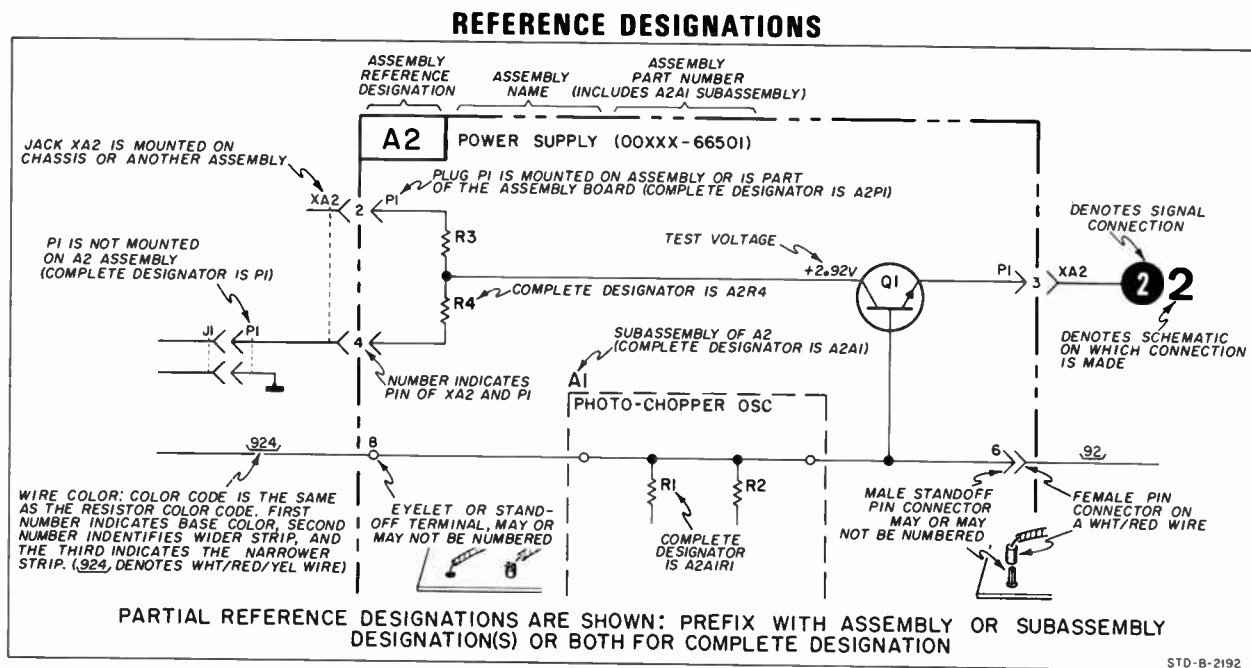 REFERENCE DESIGNATIONS
ASSEMBLY
REFERENCE
DESIGNATION
ASSEMBLY
NAME
ASSEMBLY
PART NUMBER
(INCLUDES A2A1 SUBASSEMBLY)
A2
POWER SUPPLY (00XXX-66501)
JACK XA2 IS MOUNTED ON
CHASSIS OR ANOTHER ASSEMBLY
PLUG P1 IS MOUNTED ON ASSEMBLY OR IS PART
OF THE ASSEMBLY BOARD (COMPLETE DESIGNATOR IS A2P1)
XA2
2
P1
P1 IS NOT MOUNTED
ON A2 ASSEMBLY
(COMPLETE DESIGNATOR IS P1)
R3
TEST VOLTAGE
+2.92V
Q1
P1
3
XA2
DENOTES SIGNAL
CONNECTION
2
2
R4
COMPLETE DESIGNATOR IS A2R4
DENOTES SCHEMATIC
ON WHICH CONNECTION
IS MADE
J1
P1
4
SUBASSEMBLY OF A2
(COMPLETE DESIGNATOR IS A2A1)
NUMBER INDICATES
PIN OF XA2 AND P1
A1
PHOTO-CHOPPER OSC
924
8
6
92
R1
R2
WIRE COLOR: COLOR CODE IS THE SAME
AS THE RESISTOR COLOR CODE. FIRST
NUMBER INDICATES BASE COLOR, SECOND
NUMBER INDENTIFIES WIDER STRIP, AND
THE THIRD INDICATES THE NARROWER
STRIP. (924, DENOTES WHT/RED/YEL WIRE)
EYELET OR STAND-
OFF TERMINAL, MAY OR
MAY NOT BE NUMBERED
COMPLETE
DESIGNATOR
IS A2A1R1
MALE STANDOFF
PIN CONNECTOR
MAY OR MAY
NOT BE
NUMBERED
FEMALE PIN
CONNECTOR ON
A WHT/RED WIRE
PARTIAL REFERENCE DESIGNATIONS ARE SHOWN: PREFIX WITH ASSEMBLY OR SUBASSEMBLY
DESIGNATION(S) OR BOTH FOR COMPLETE DESIGNATION
STD-B-2192